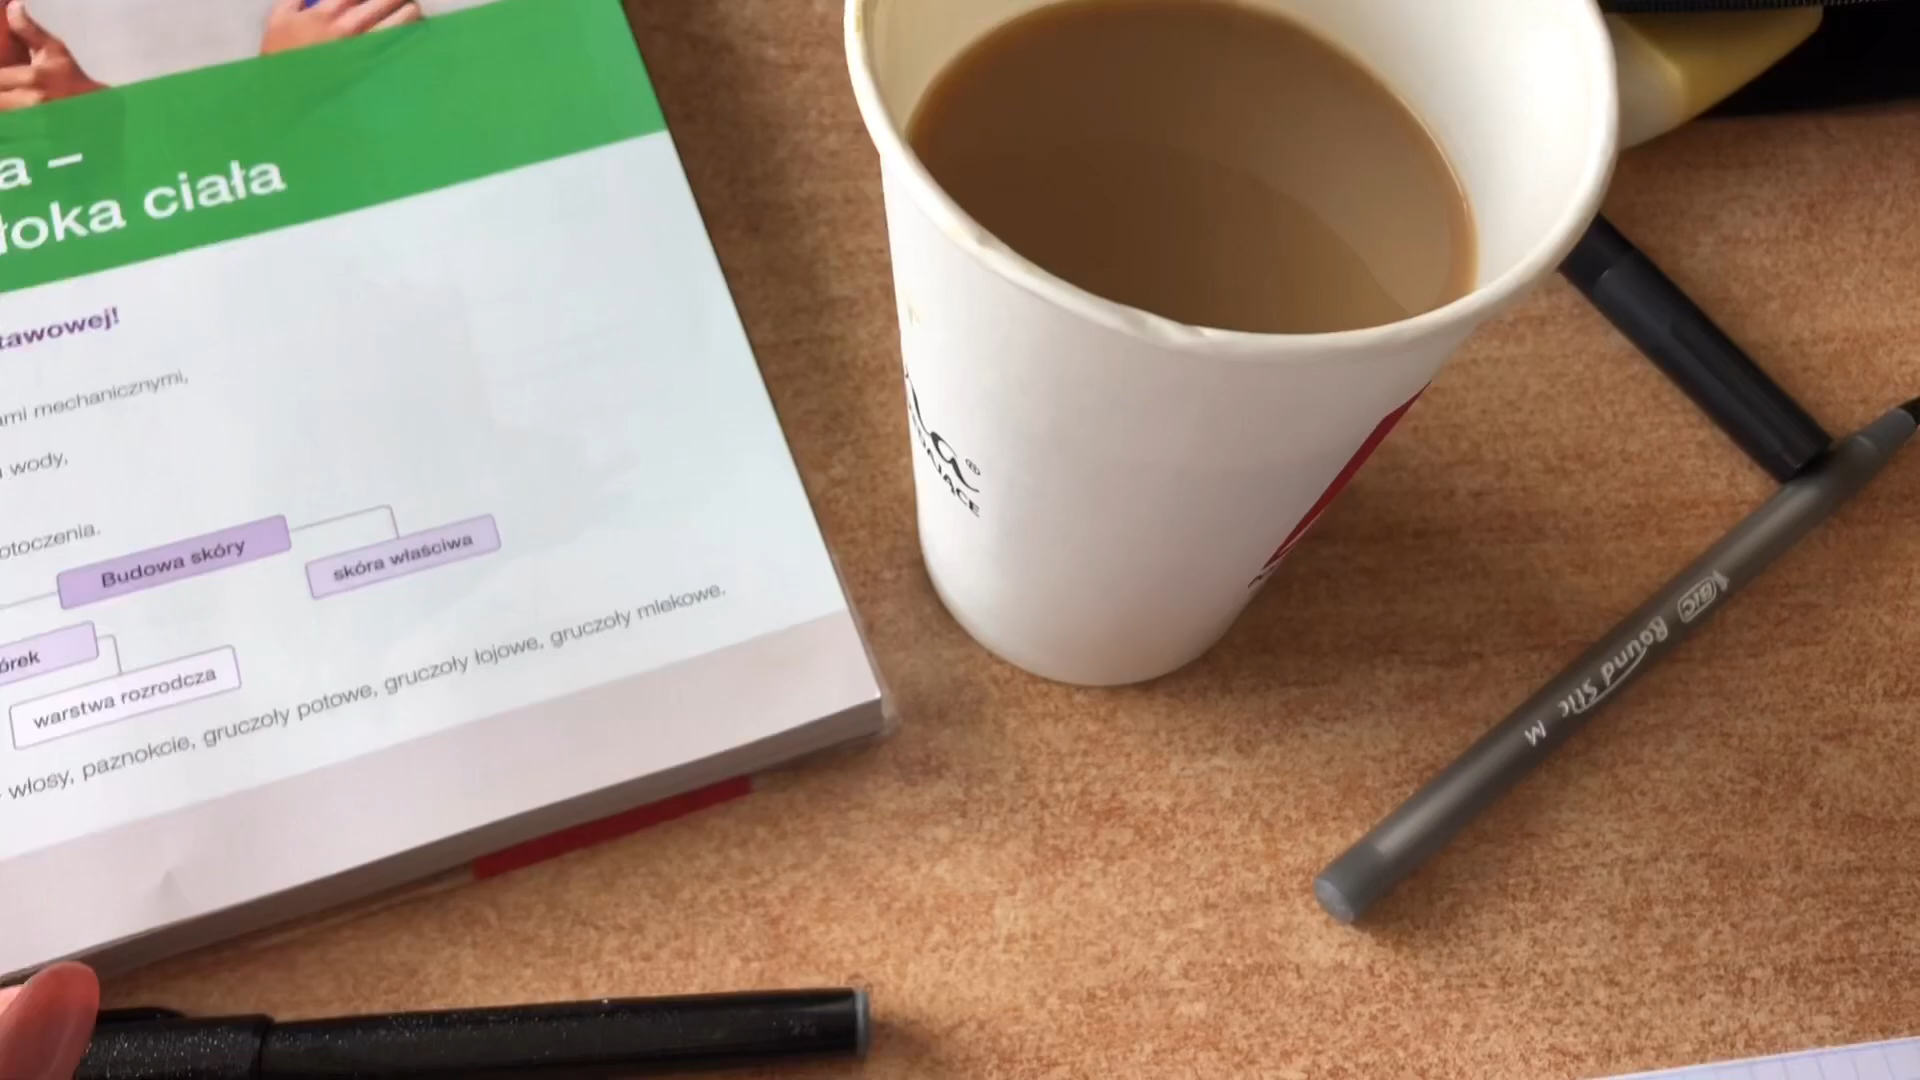 a –
łoka ciała
tawowej!
ami mechanicznymi,
wody,
otoczenia.
Budowa skóry
skóra właściwa
órek
warstwa rozrodcza
włosy, paznokcie, gruczoły potowe, gruczoły łojowe, gruczoły mlekowe.
BIC Round Stic M